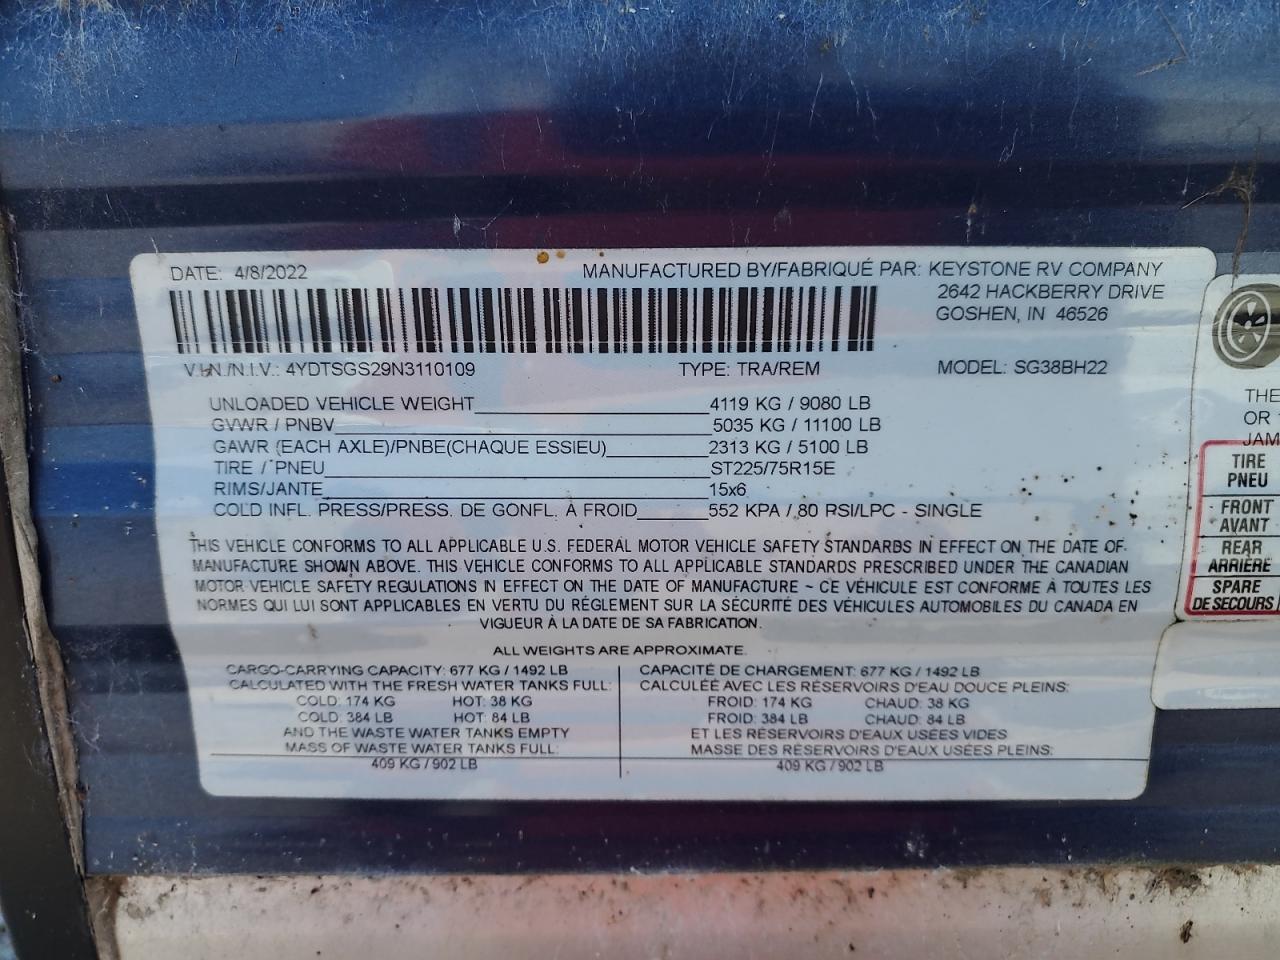 DATE: 4/8/2022
MANUFACTURED BY/FABRIQUÉ PAR: KEYSTONE RV COMPANY
2642 HACKBERRY DRIVE
GOSHEN, IN 46526
V.I.N./N.I.V.: 4YDTSGS29N3110109 TYPE: TRA/REM MODEL: SG38BH22
UNLOADED VEHICLE WEIGHT 4119 KG / 9080 LB
GVWR / PNBV 5035 KG / 11100 LB
GAWR (EACH AXLE)/PNBE(CHAQUE ESSIEU) 2313 KG / 5100 LB
TIRE / PNEU ST225/75R15E
RIMS/JANTE 15x6
COLD INFL. PRESS/PRESS. DE GONFL. À FROID 552 KPA / 80 PSI/LPC - SINGLE
THIS VEHICLE CONFORMS TO ALL APPLICABLE U.S. FEDERAL MOTOR VEHICLE SAFETY STANDARDS IN EFFECT ON THE DATE OF
MANUFACTURE SHOWN ABOVE. THIS VEHICLE CONFORMS TO ALL APPLICABLE STANDARDS PRESCRIBED UNDER THE CANADIAN
MOTOR VEHICLE SAFETY REGULATIONS IN EFFECT ON THE DATE OF MANUFACTURE ~ CE VÉHICULE EST CONFORME À TOUTES LES
NORMES QUI LUI SONT APPLICABLES EN VERTU DU RÉGLEMENT SUR LA SÉCURITÉ DES VÉHICULES AUTOMOBILES DU CANADA EN
VIGUEUR À LA DATE DE SA FABRICATION.
ALL WEIGHTS ARE APPROXIMATE.
CARGO-CARRYING CAPACITY: 677 KG / 1492 LB
CALCULATED WITH THE FRESH WATER TANKS FULL:
COLD: 174 KG HOT: 38 KG
COLD: 384 LB HOT: 84 LB
AND THE WASTE WATER TANKS EMPTY
MASS OF WASTE WATER TANKS FULL:
409 KG / 902 LB
CAPACITÉ DE CHARGEMENT: 677 KG / 1492 LB
CALCULÉE AVEC LES RÉSERVOIRS D'EAU DOUCE PLEINS:
FROID: 174 KG CHAUD: 38 KG
FROID: 384 LB CHAUD: 84 LB
ET LES RÉSERVOIRS D'EAUX USÉES VIDES
MASSE DES RÉSERVOIRS D'EAUX USÉES PLEINS:
409 KG / 902 LB
THE
OR
JAM
TIRE
PNEU
FRONT
AVANT
REAR
ARRIÈRE
SPARE
DE SECOURS